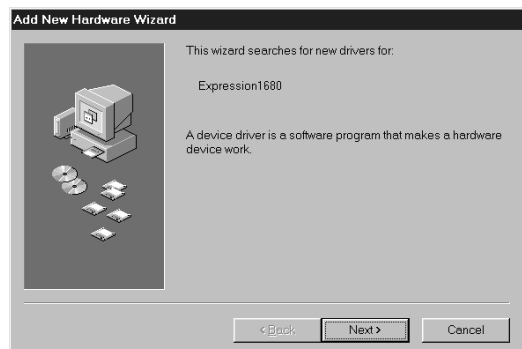 Add New Hardware Wizard
This wizard searches for new drivers for:
Expression1680
A device driver is a software program that makes a hardware
device work.
< Back
Next >
Cancel